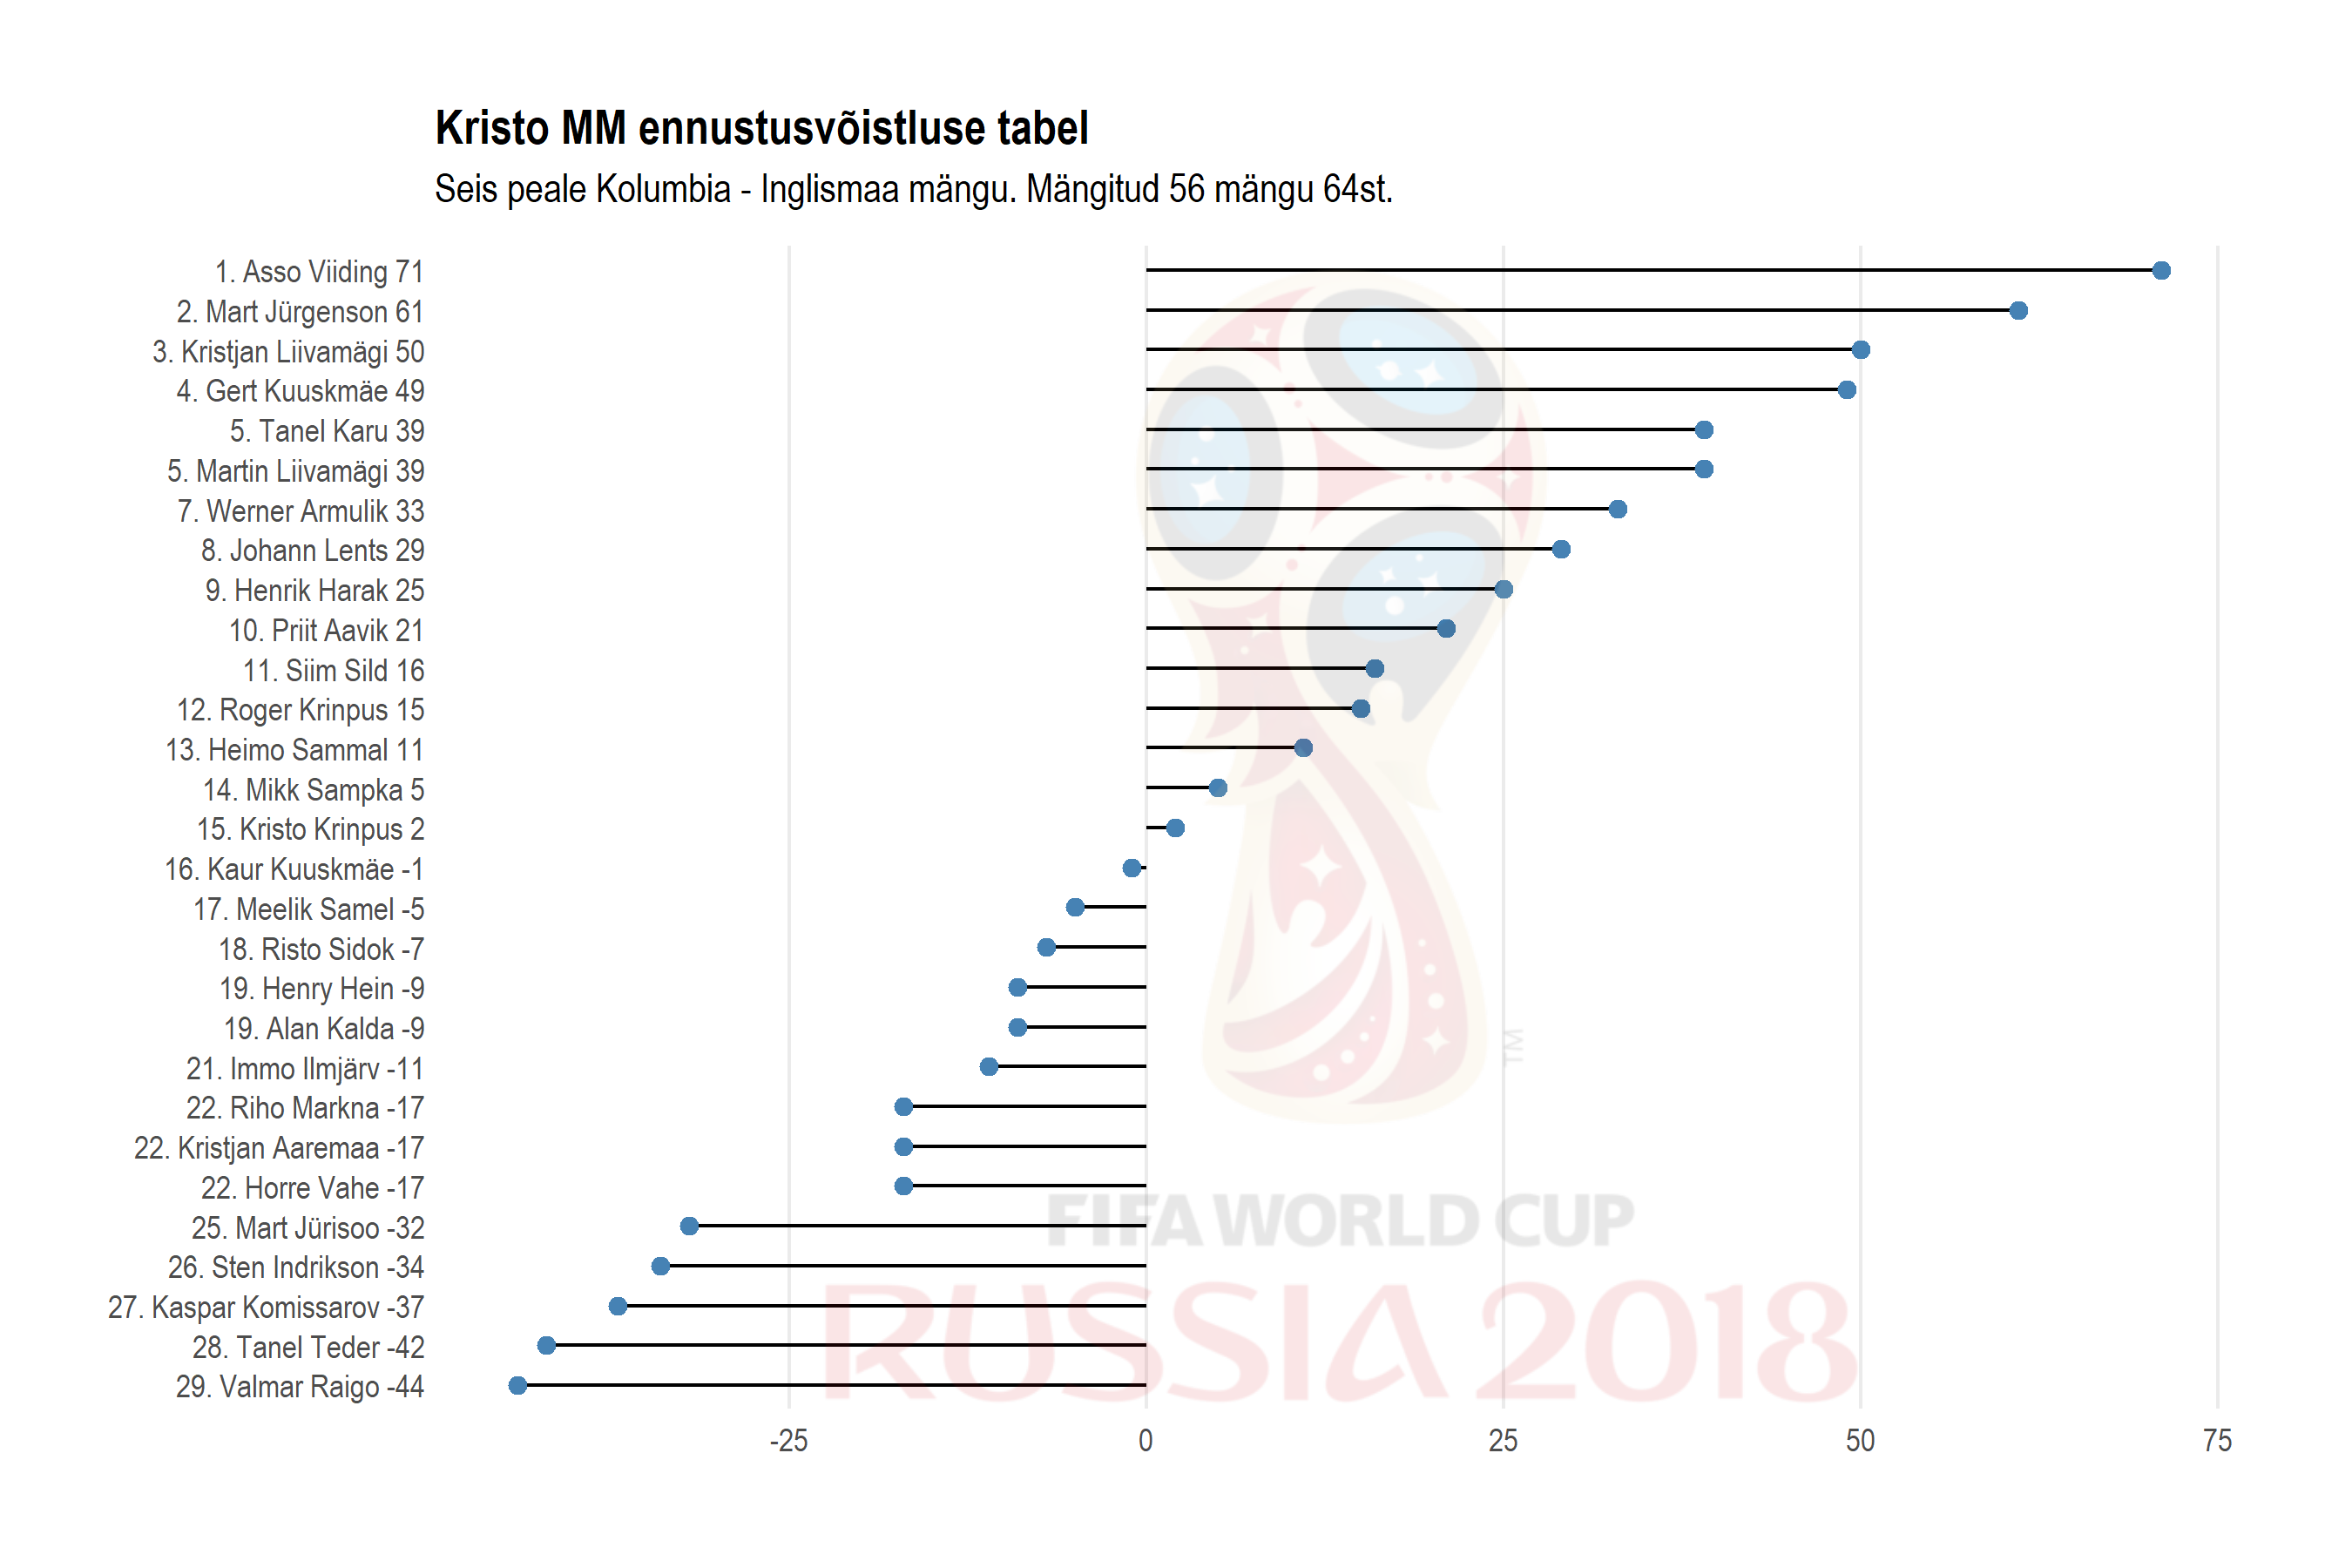 Kristo MM ennustusvõistluse tabel
Seis peale Kolumbia - Inglismaa mängu. Mängitud 56 mängu 64st.
1. Asso Viiding 71
2. Mart Jürgenson 61
3. Kristjan Liivamägi 50
4. Gert Kuuskmäe 49
5. Tanel Karu 39
5. Martin Liivamägi 39
7. Werner Armulik 33
8. Johann Lents 29
9. Henrik Harak 25
10. Priit Aavik 21
11. Siim Sild 16
12. Roger Krinpus 15
13. Heimo Sammal 11
14. Mikk Sampka 5
15. Kristo Krinpus 2
16. Kaur Kuuskmäe -1
17. Meelik Samel -5
18. Risto Sidok -7
19. Henry Hein -9
19. Alan Kalda -9
21. Immo Ilmjärv -11
22. Riho Markna -17
22. Kristjan Aaremaa -17
22. Horre Vahe -17
25. Mart Jürisoo -32
26. Sten Indrikson -34
27. Kaspar Komissarov -37
28. Tanel Teder -42
29. Valmar Raigo -44
TM
FIFA WORLD CUP
RUSSIA 2018
-25 0 25 50 75